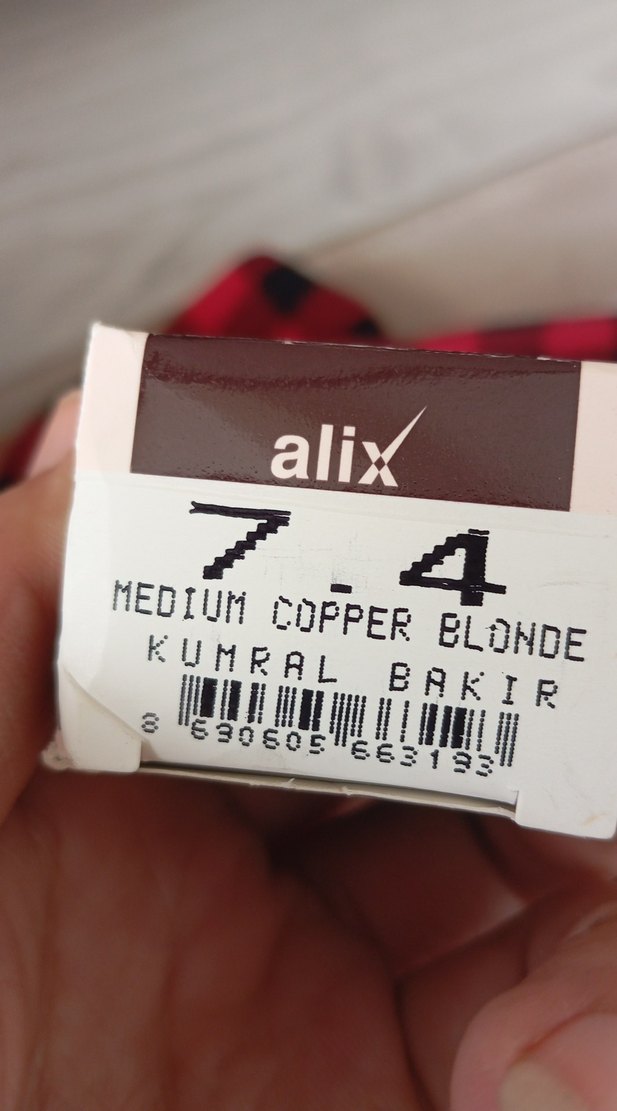 alix
7.4
MEDIUM COPPER BLONDE
KUMRAL BAKIR
8 690605 663193